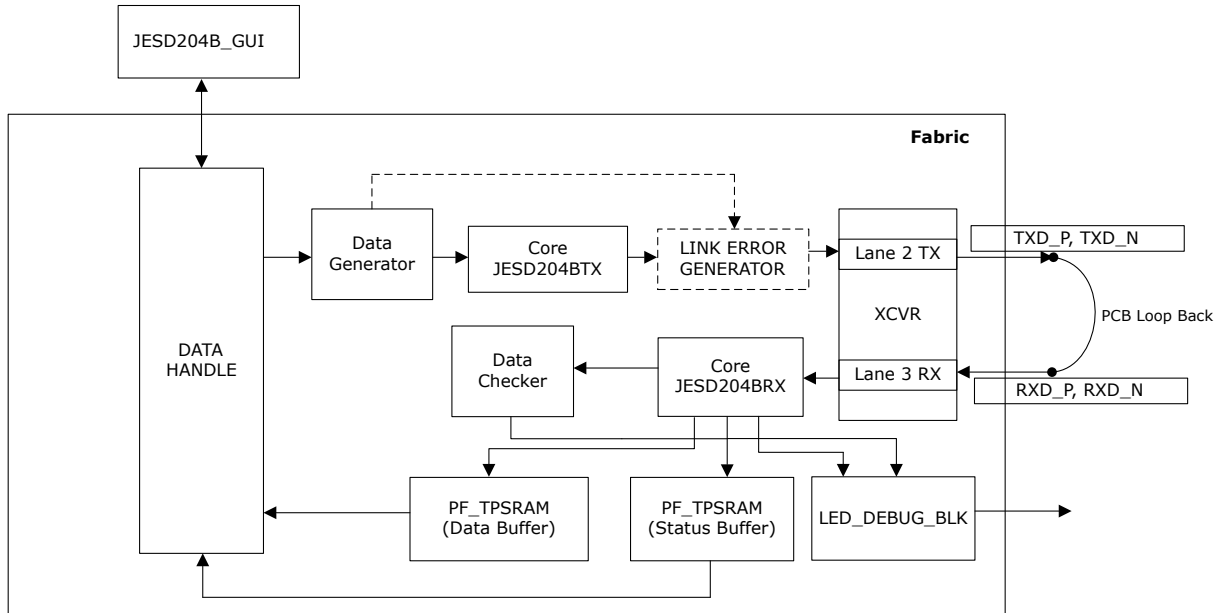 JESD204B_GUI
Fabric
DATA
HANDLE
Data
Generator
Core
JESD204BTX
LINK ERROR
GENERATOR
Lane 2 TX
TXD_P, TXD_N
XCVR
PCB Loop Back
Data
Checker
Core
JESD204BRX
Lane 3 RX
RXD_P, RXD_N
PF_TPSRAM
(Data Buffer)
PF_TPSRAM
(Status Buffer)
LED_DEBUG_BLK